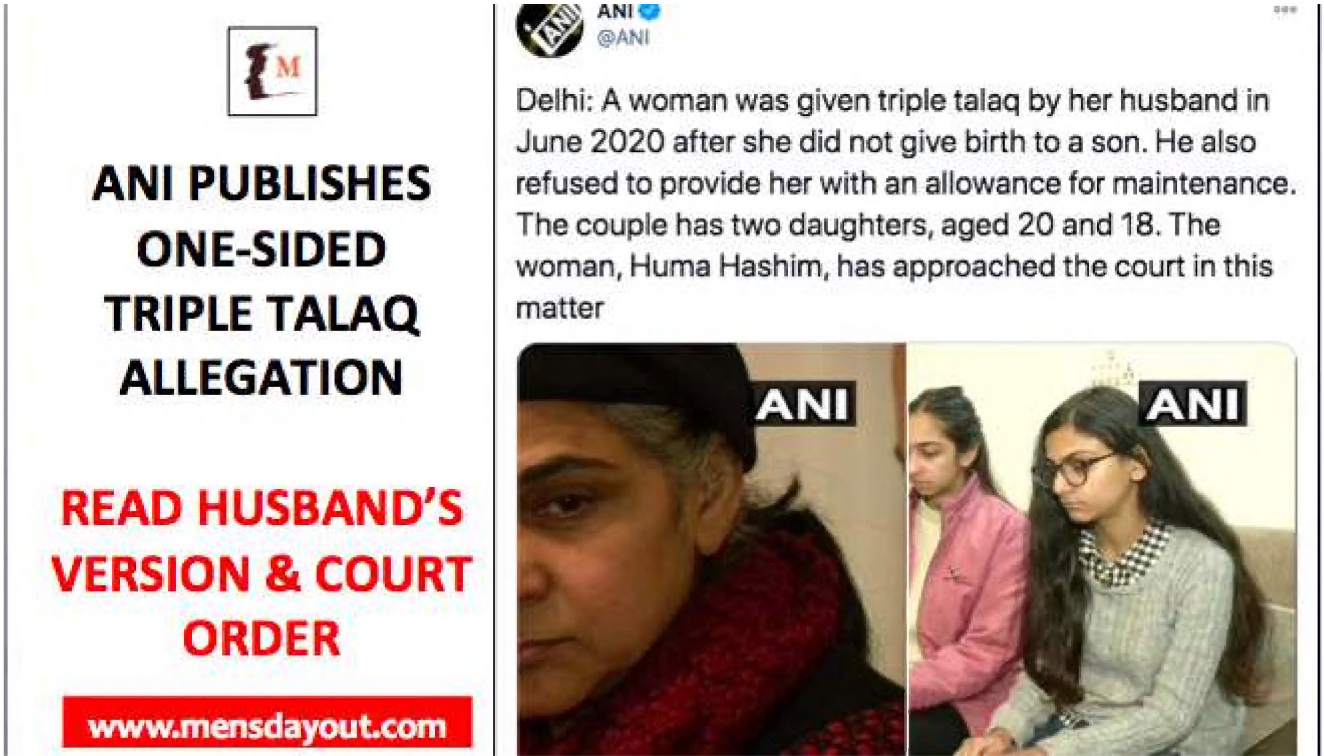 M
ANI PUBLISHES
ONE-SIDED
TRIPLE TALAQ
ALLEGATION
READ HUSBAND'S
VERSION & COURT
ORDER
www.mensdayout.com
ANI
@ANI
ANI
Delhi: A woman was given triple talaq by her husband in
June 2020 after she did not give birth to a son. He also
refused to provide her with an allowance for maintenance.
The couple has two daughters, aged 20 and 18. The
woman, Huma Hashim, has approached the court in this
matter
ANI
ANI